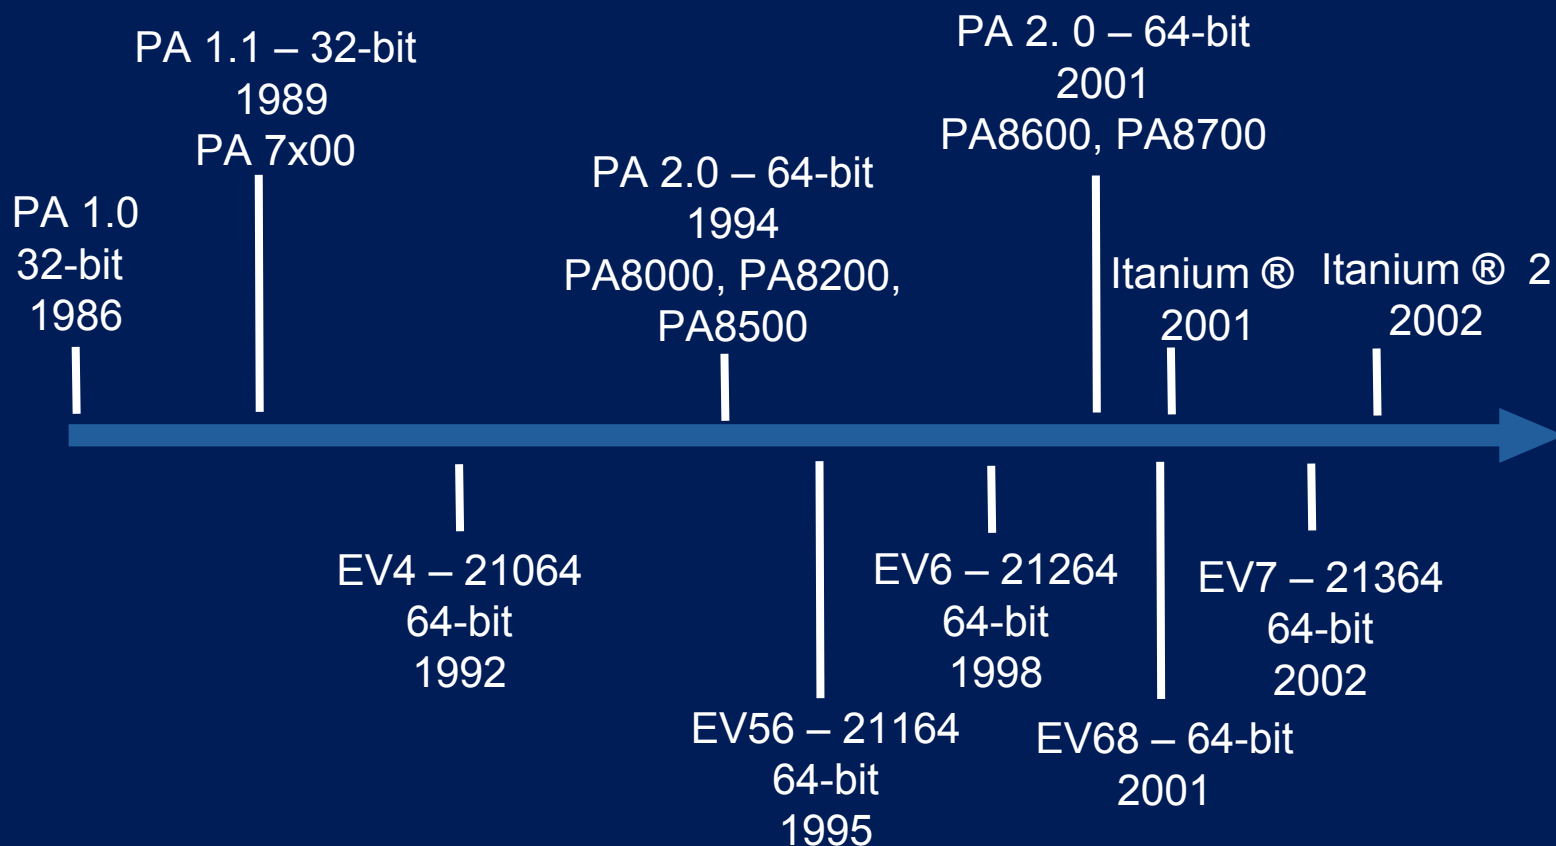 PA 1.0
32-bit
1986
PA 1.1 – 32-bit
1989
PA 7x00
PA 2.0 – 64-bit
1994
PA8000, PA8200,
PA8500
PA 2. 0 – 64-bit
2001
PA8600, PA8700
Itanium ®
2001
Itanium ® 2
2002
EV4 – 21064
64-bit
1992
EV56 – 21164
64-bit
1995
EV6 – 21264
64-bit
1998
EV68 – 64-bit
2001
EV7 – 21364
64-bit
2002